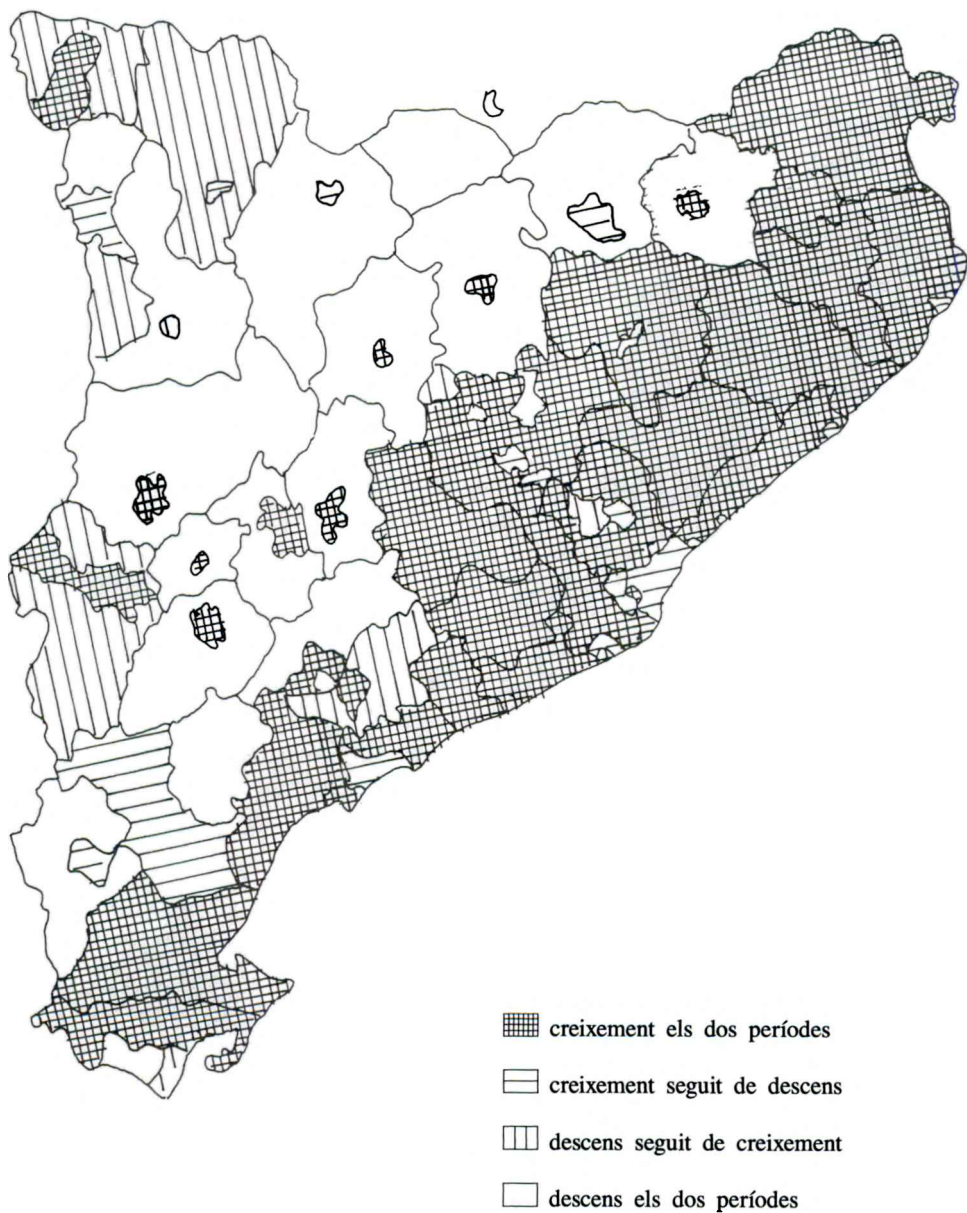 creixement els dos períodes
creixement seguit de descens
descens seguit de creixement
descens els dos períodes